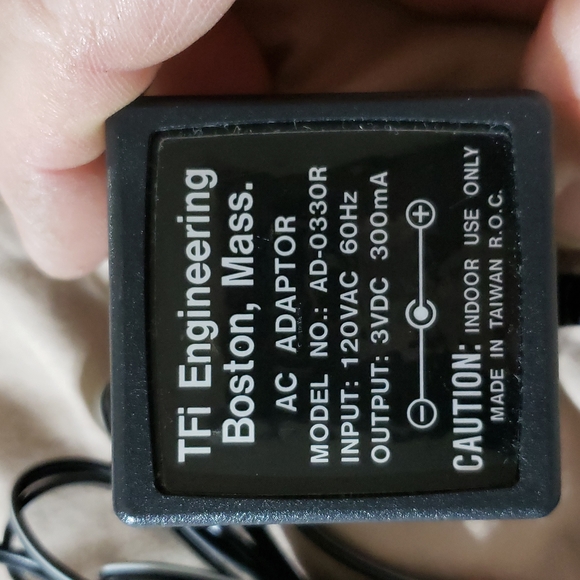 TFi Engineering
Boston, Mass.
AC ADAPTOR
MODEL NO.: AD-0330R
INPUT: 120VAC 60Hz
OUTPUT: 3VDC 300mA
CAUTION: INDOOR USE ONLY
MADE IN TAIWAN R.O.C.